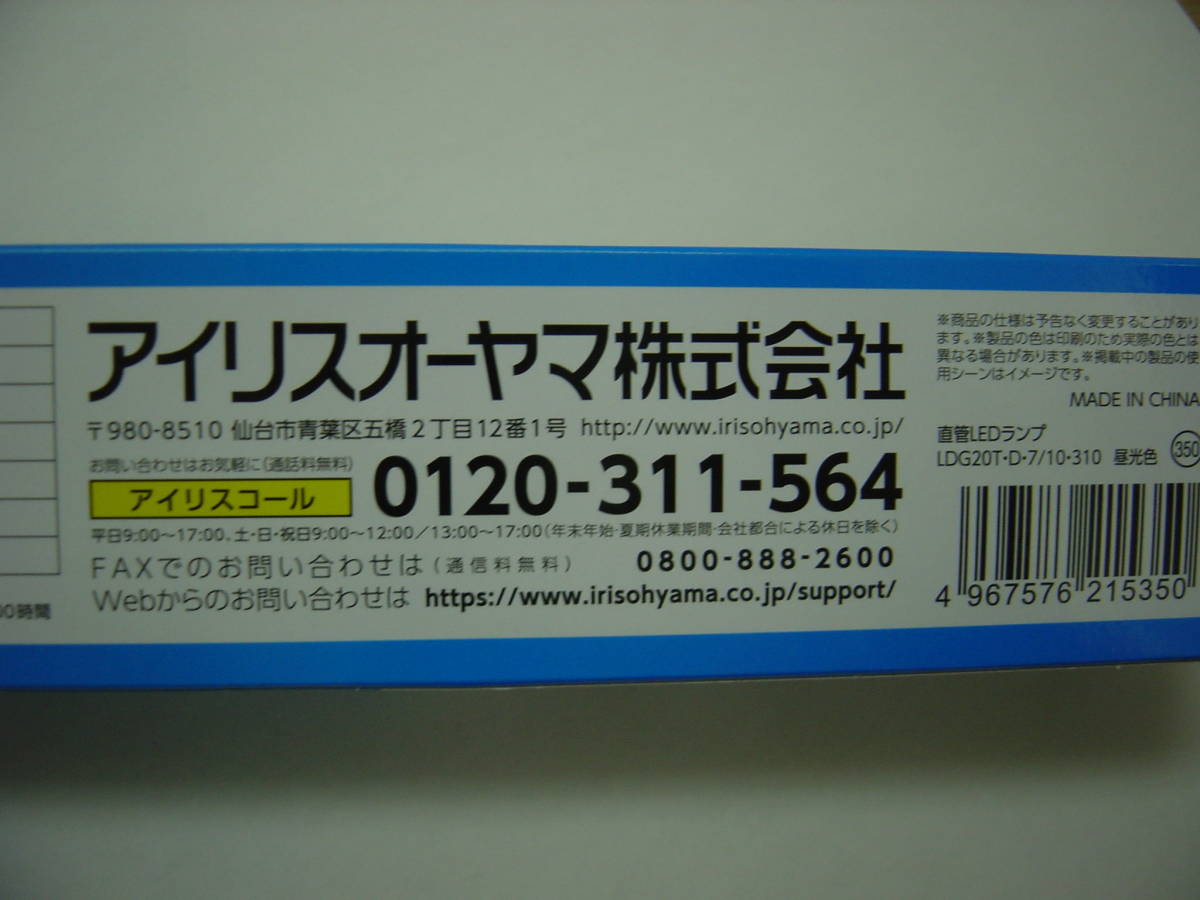 アイリスオーヤマ株式会社
〒980-8510 仙台市青葉区五橋2丁目12番1号 http://www.irisohyama.co.jp/
お問い合わせはお気軽に(通話料無料)
アイリスコール
0120-311-564
平日9:00〜17:00、土・日・祝日9:00〜12:00/13:00〜17:00(年末年始・夏期休業期間・会社都合による休日を除く)
FAXでのお問い合わせは(通信料無料) 0800-888-2600
Webからのお問い合わせは https://www.irisohyama.co.jp/support/
00時間
※商品の仕様は予告なく変更することがあり
ます。※製品の色は印刷のため実際の色とは
異なる場合があります。※掲載中の製品の使
用シーンはイメージです。
MADE IN CHINA
直管LEDランプ
LDG20T・D・7/10・310 昼光色 350
4 967576 215350